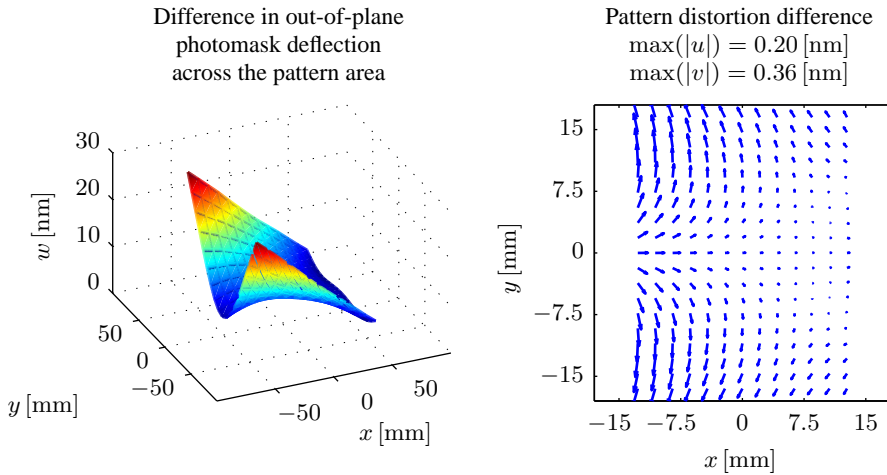 Difference in out-of-plane
photomask deflection
across the pattern area
30
20
10
0
w [nm]
50
0
−50
y [mm]
−50
0
50
x [mm]
Pattern distortion difference
max(|u|) = 0.20 [nm]
max(|v|) = 0.36 [nm]
15
7.5
0
−7.5
−15
y [mm]
−15
−7.5
0
7.5
15
x [mm]